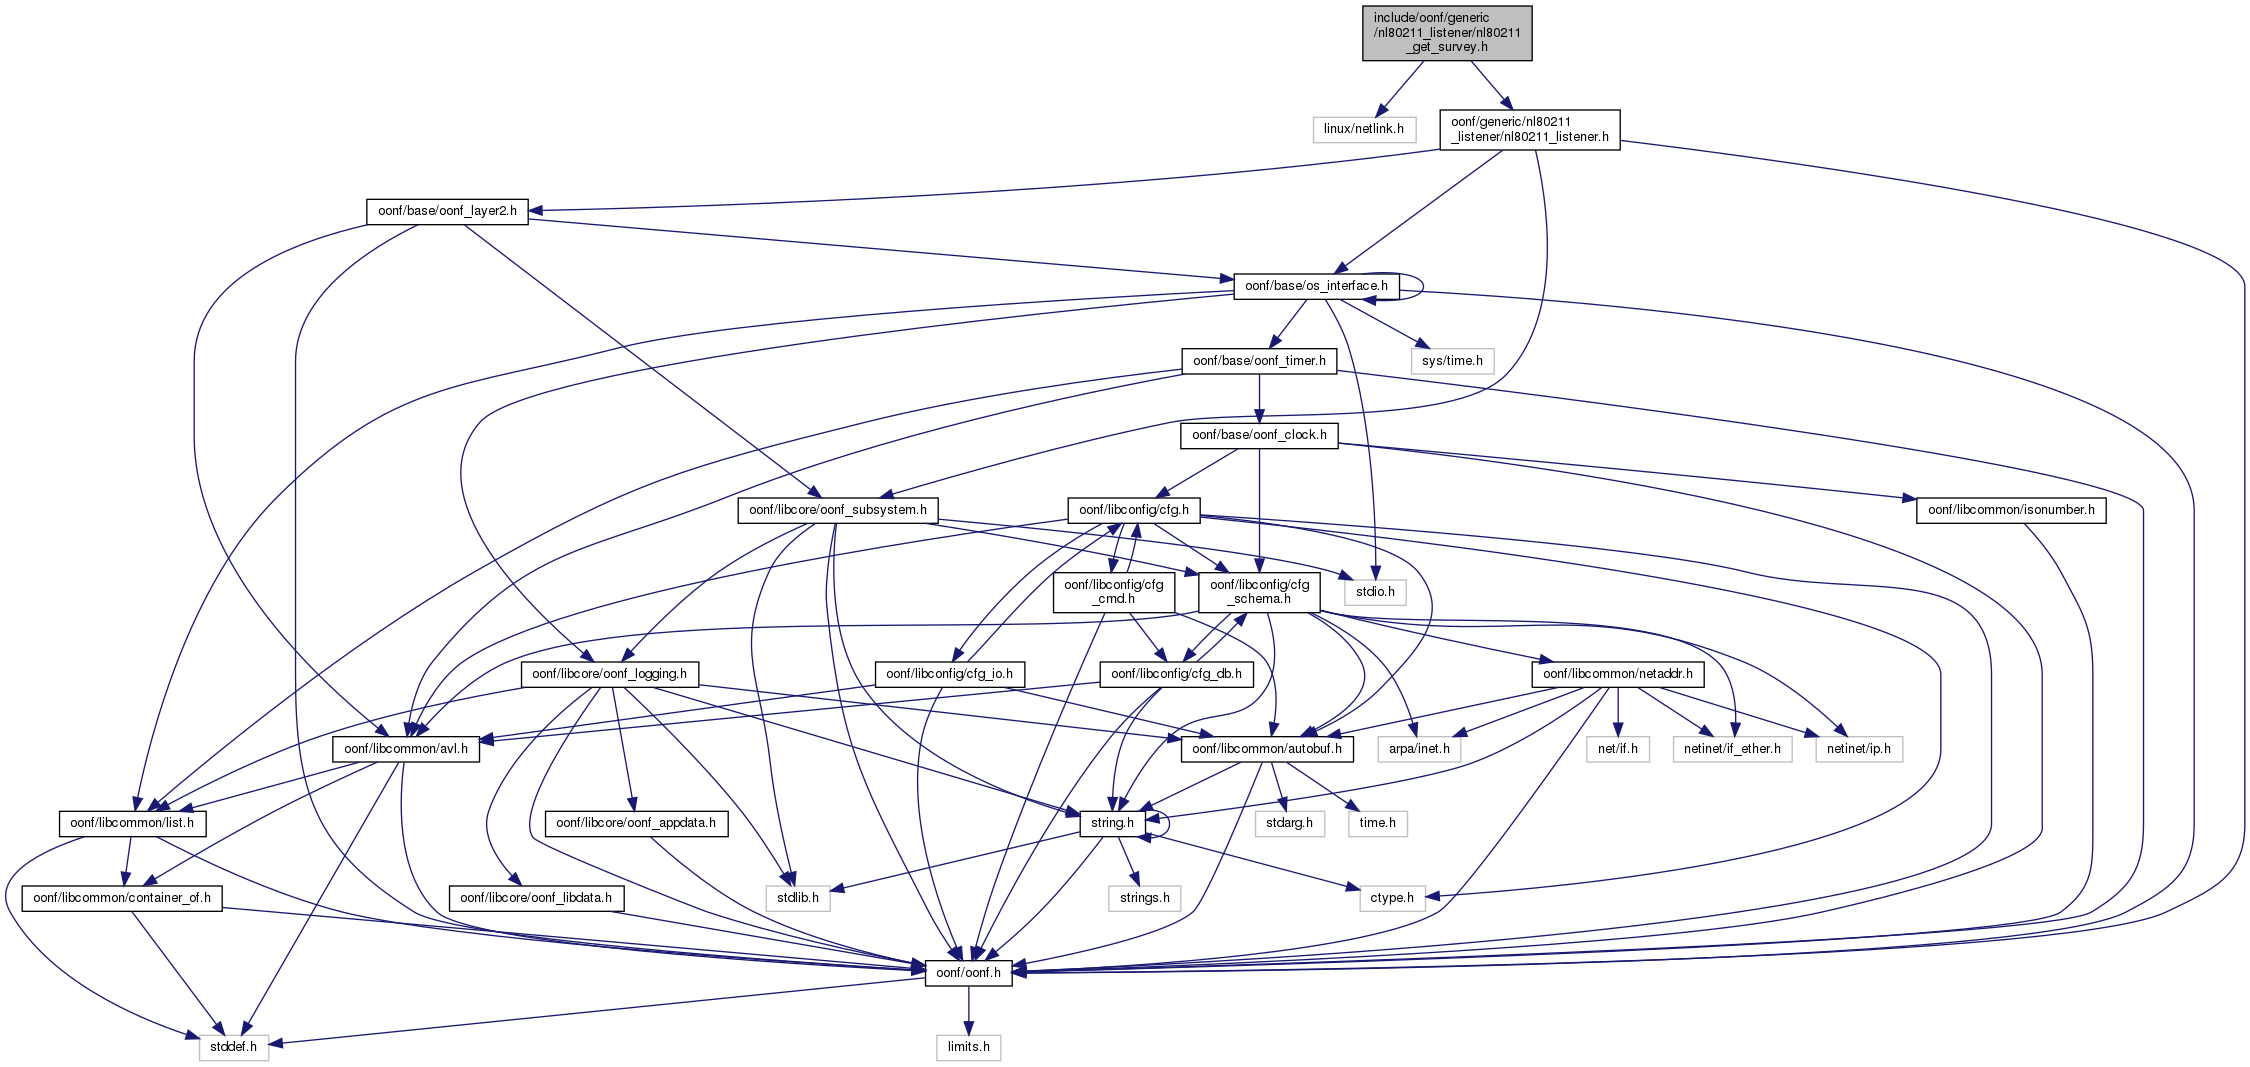 include/oonf/generic
/nl80211_listener/nl80211
_get_survey.h
linux/netlink.h
oonf/generic/nl80211
_listener/nl80211_listener.h
oonf/base/oonf_layer2.h
oonf/base/os_interface.h
oonf/base/oonf_timer.h
sys/time.h
oonf/base/oonf_clock.h
oonf/libcore/oonf_subsystem.h
oonf/libconfig/cfg.h
oonf/libcommon/isonumber.h
oonf/libconfig/cfg
_cmd.h
oonf/libconfig/cfg
_schema.h
stdio.h
oonf/libcore/oonf_logging.h
oonf/libconfig/cfg_io.h
oonf/libconfig/cfg_db.h
oonf/libcommon/netaddr.h
oonf/libcommon/avl.h
oonf/libcommon/autobuf.h
arpa/inet.h
net/if.h
netinet/if_ether.h
netinet/ip.h
oonf/libcommon/list.h
oonf/libcore/oonf_appdata.h
string.h
stdarg.h
time.h
oonf/libcommon/container_of.h
oonf/libcore/oonf_libdata.h
stdlib.h
strings.h
ctype.h
oonf/oonf.h
stddef.h
limits.h